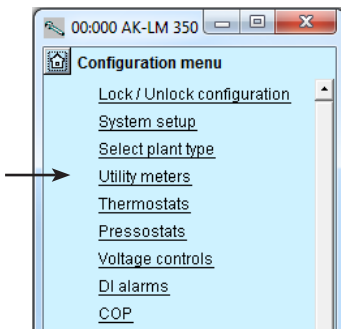 00:000 AK-LM 350
Configuration menu
Lock / Unlock configuration
System setup
Select plant type
Utility meters
Thermostats
Pressostats
Voltage controls
DI alarms
COP